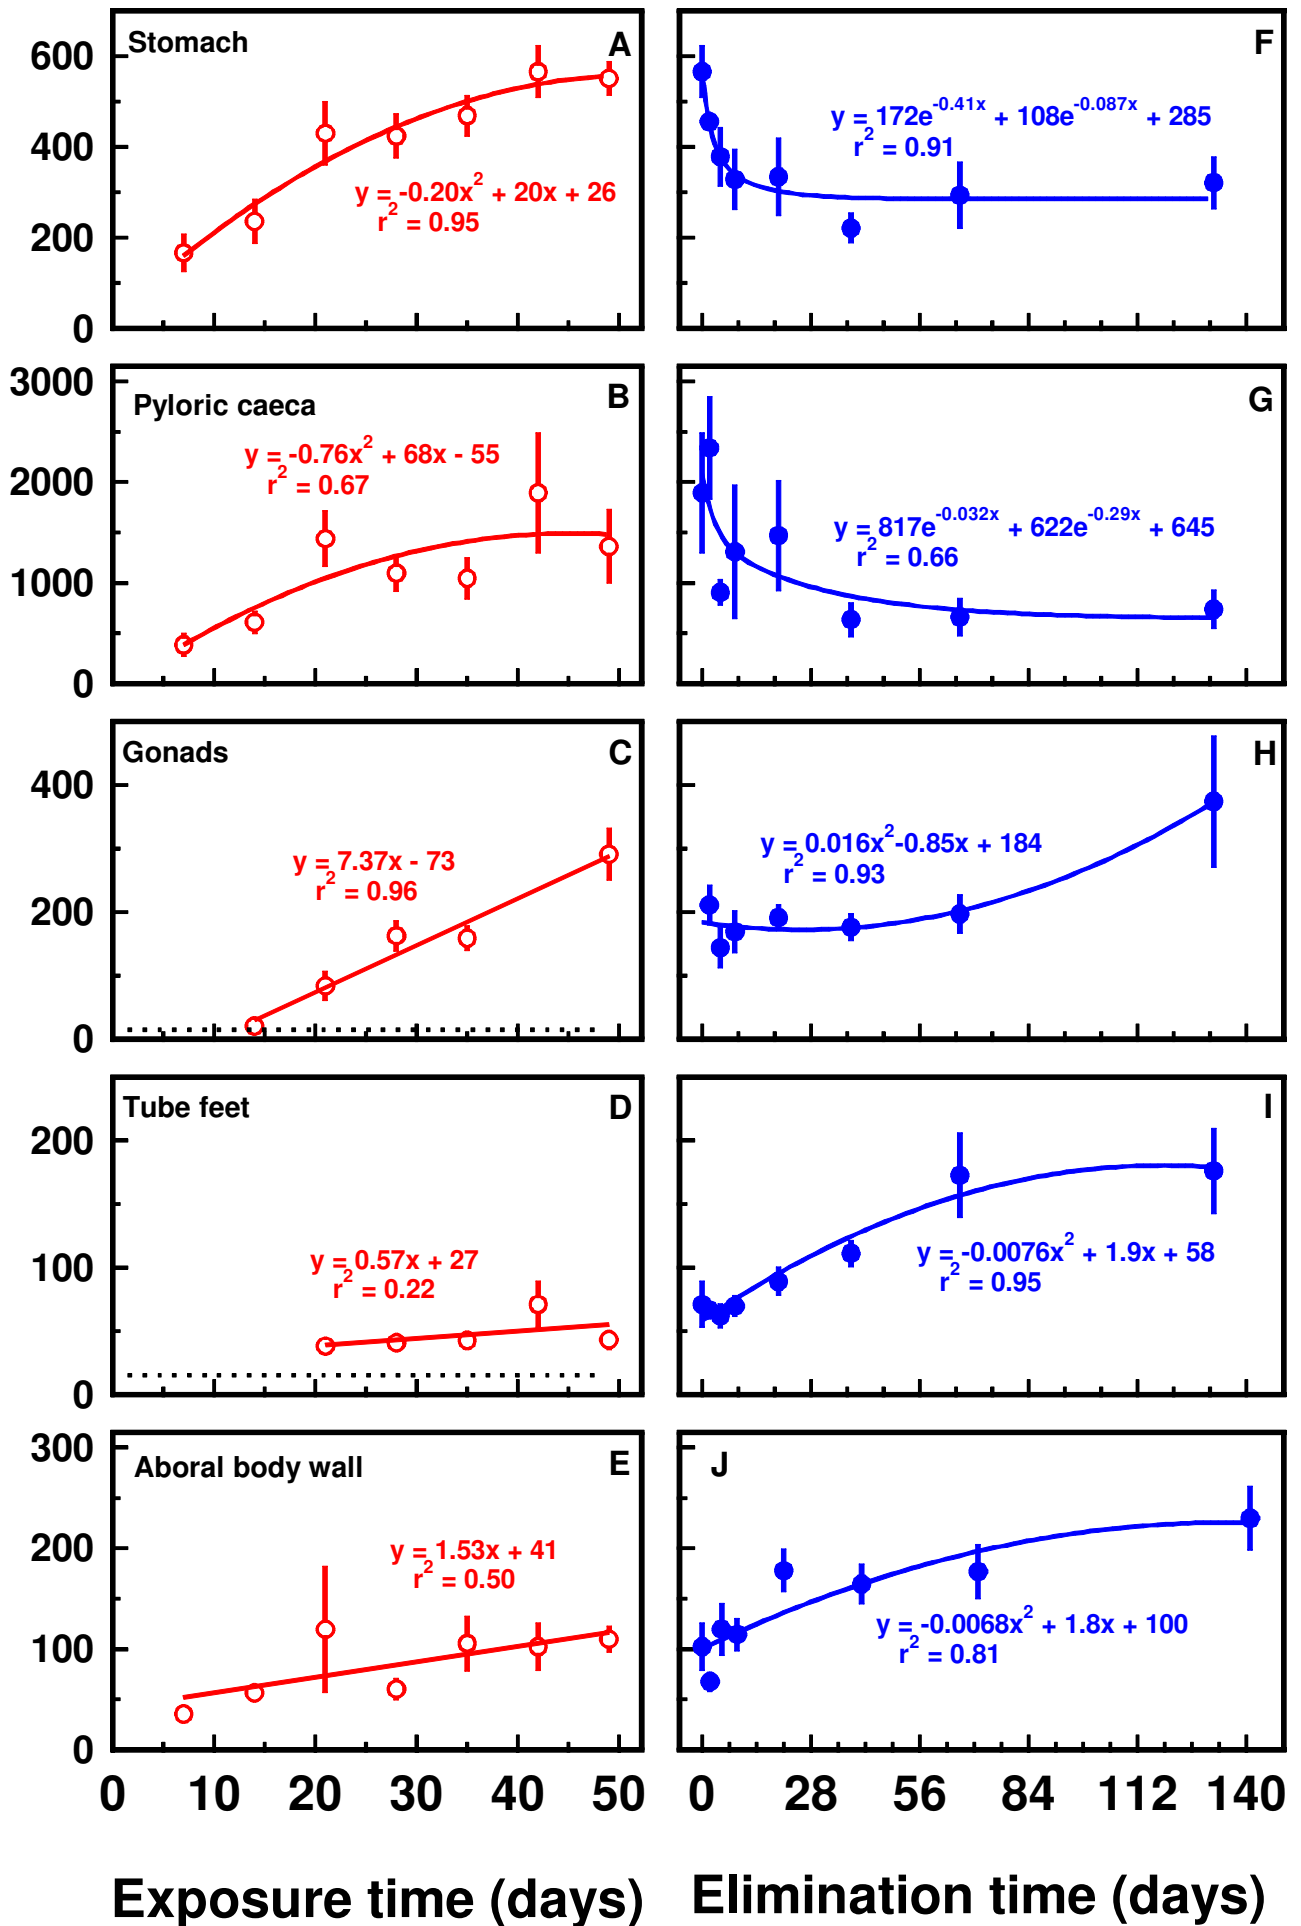 Stomach A
600
400
200
0
y = -0.20x² + 20x + 26
r² = 0.95
F
y = 172e^-0.41x + 108e^-0.087x + 285
r² = 0.91
Pyloric caeca B
3000
2000
1000
0
y = -0.76x² + 68x - 55
r² = 0.67
G
y = 817e^-0.032x + 622e^-0.29x + 645
r² = 0.66
Gonads C
400
200
0
y = 7.37x - 73
r² = 0.96
H
y = 0.016x²-0.85x + 184
r² = 0.93
Tube feet D
200
100
0
y = 0.57x + 27
r² = 0.22
I
y = -0.0076x² + 1.9x + 58
r² = 0.95
Aboral body wall E
300
200
100
0
y = 1.53x + 41
r² = 0.50
J
y = -0.0068x² + 1.8x + 100
r² = 0.81
0 10 20 30 40 50
0 28 56 84 112 140
Exposure time (days)
Elimination time (days)